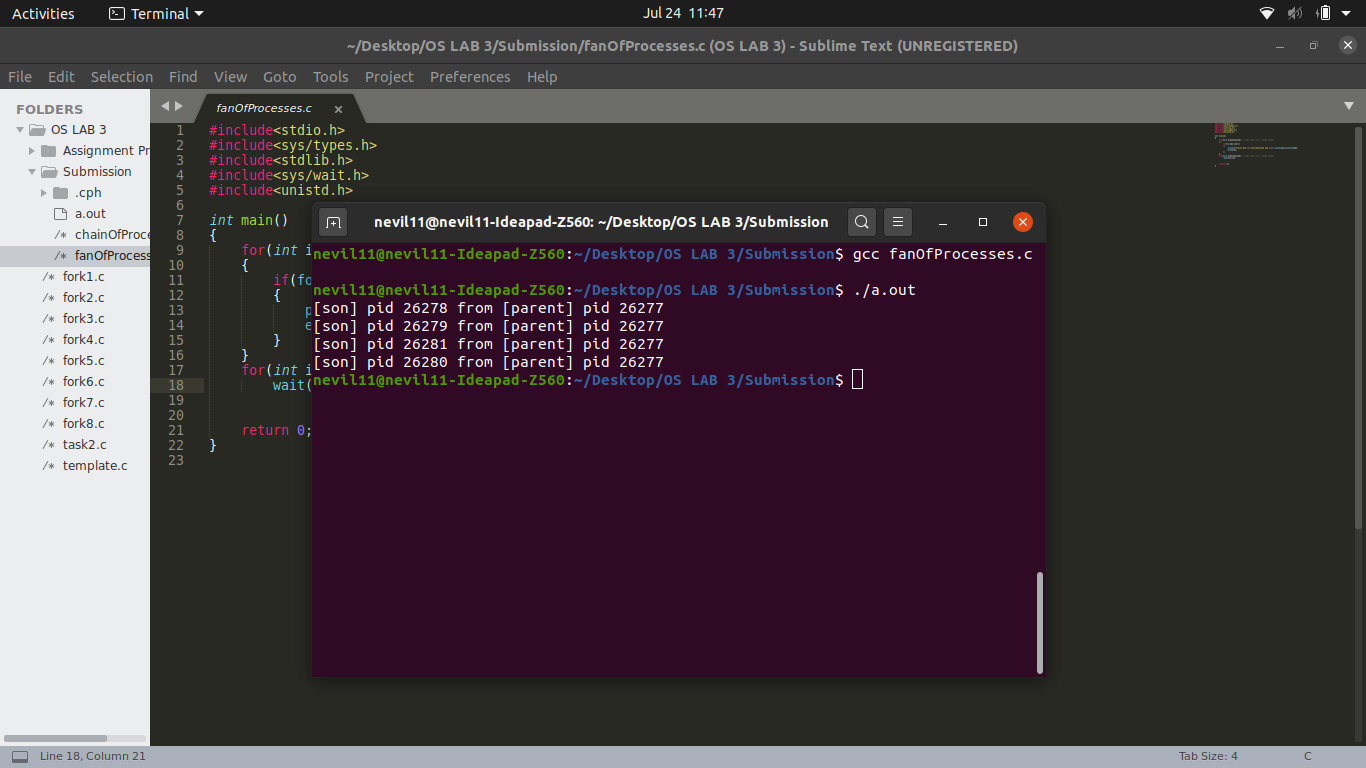 Activities Terminal Jul 24 11:47
~/Desktop/OS LAB 3/Submission/fanOfProcesses.c (OS LAB 3) - Sublime Text (UNREGISTERED)
File Edit Selection Find View Goto Tools Project Preferences Help
FOLDERS
OS LAB 3
Assignment Pr
Submission
.cph
a.out
/* chainOfProce
/* fanOfProcess
/* fork1.c
/* fork2.c
/* fork3.c
/* fork4.c
/* fork5.c
/* fork6.c
/* fork7.c
/* fork8.c
/* task2.c
/* template.c
fanOfProcesses.c ×
1 #include<stdio.h>
2 #include<sys/types.h>
3 #include<stdlib.h>
4 #include<sys/wait.h>
5 #include<unistd.h>
6
7 int main()
8 {
9 for(int i
10 {
11 if(fo
12 {
13 p
14 e
15 }
16 }
17 for(int i
18 wait(
19
20
21 return 0;
22 }
23
nevil11@nevil11-Ideapad-Z560: ~/Desktop/OS LAB 3/Submission
nevil11@nevil11-Ideapad-Z560:~/Desktop/OS LAB 3/Submission$ gcc fanOfProcesses.c
nevil11@nevil11-Ideapad-Z560:~/Desktop/OS LAB 3/Submission$ ./a.out
[son] pid 26278 from [parent] pid 26277
[son] pid 26279 from [parent] pid 26277
[son] pid 26281 from [parent] pid 26277
[son] pid 26280 from [parent] pid 26277
nevil11@nevil11-Ideapad-Z560:~/Desktop/OS LAB 3/Submission$
Line 18, Column 21 Tab Size: 4 C